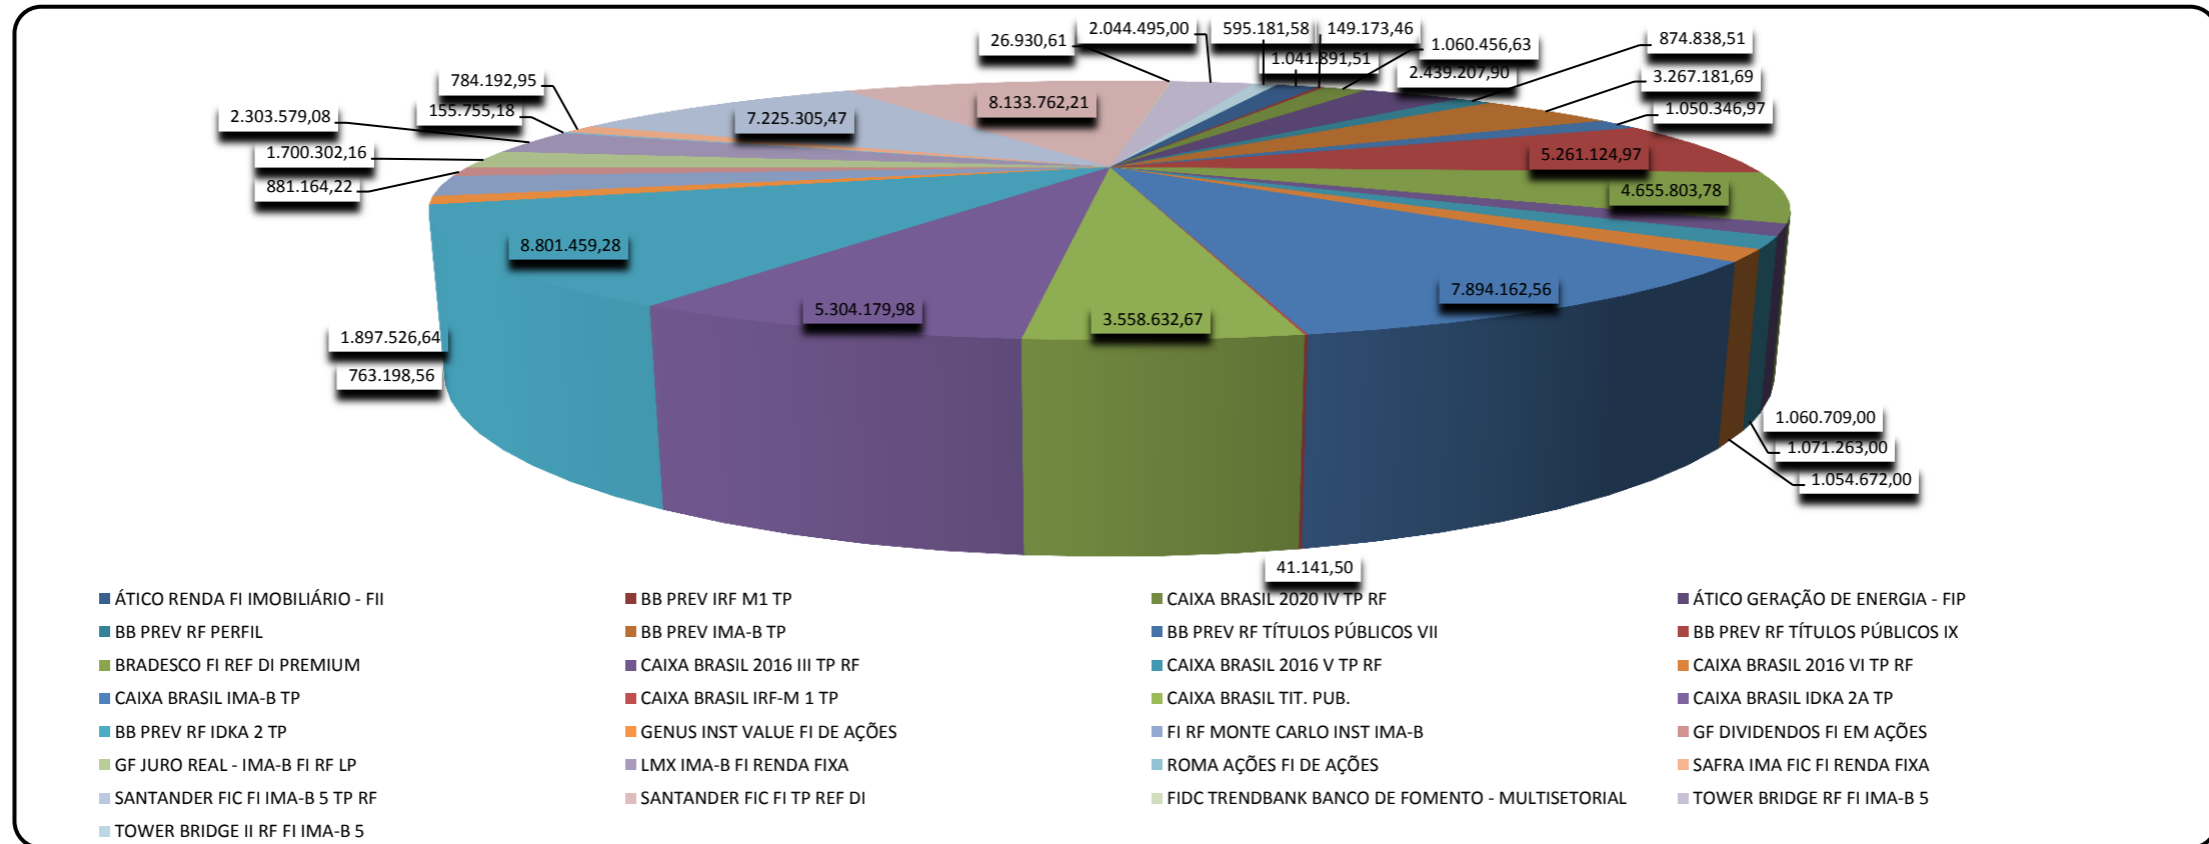 26.930,61
2.044.495,00
595.181,58
149.173,46
1.041.891,51
1.060.456,63
2.439.207,90
874.838,51
3.267.181,69
1.050.346,97
784.192,95
155.755,18
2.303.579,08
1.700.302,16
881.164,22
7.225.305,47
8.133.762,21
5.261.124,97
4.655.803,78
8.801.459,28
5.304.179,98
3.558.632,67
7.894.162,56
1.897.526,64
763.198,56
1.060.709,00
1.071.263,00
1.054.672,00
41.141,50
ÁTICO RENDA FI IMOBILIÁRIO - FII
BB PREV IRF M1 TP
CAIXA BRASIL 2020 IV TP RF
ÁTICO GERAÇÃO DE ENERGIA - FIP
BB PREV RF PERFIL
BB PREV IMA-B TP
BB PREV RF TÍTULOS PÚBLICOS VII
BB PREV RF TÍTULOS PÚBLICOS IX
BRADESCO FI REF DI PREMIUM
CAIXA BRASIL 2016 III TP RF
CAIXA BRASIL 2016 V TP RF
CAIXA BRASIL 2016 VI TP RF
CAIXA BRASIL IMA-B TP
CAIXA BRASIL IRF-M 1 TP
CAIXA BRASIL TIT. PUB.
CAIXA BRASIL IDKA 2A TP
BB PREV RF IDKA 2 TP
GENUS INST VALUE FI DE AÇÕES
FI RF MONTE CARLO INST IMA-B
GF DIVIDENDOS FI EM AÇÕES
GF JURO REAL - IMA-B FI RF LP
LMX IMA-B FI RENDA FIXA
ROMA AÇÕES FI DE AÇÕES
SAFRA IMA FIC FI RENDA FIXA
SANTANDER FIC FI IMA-B 5 TP RF
SANTANDER FIC FI TP REF DI
FIDC TRENDBANK BANCO DE FOMENTO - MULTISETORIAL
TOWER BRIDGE RF FI IMA-B 5
TOWER BRIDGE II RF FI IMA-B 5